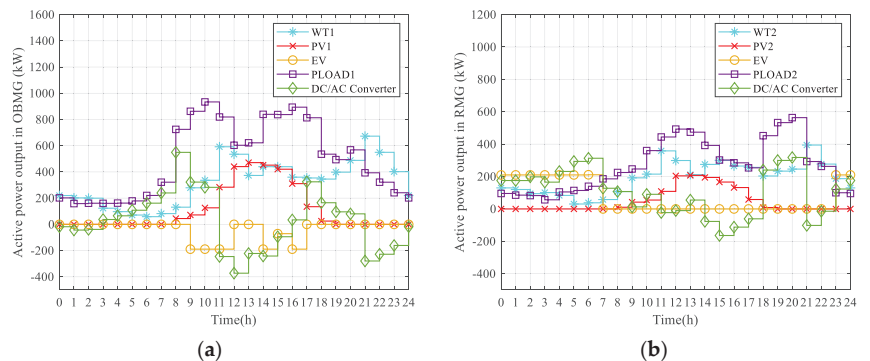 1600
1400
1200
1000
800
600
400
200
0
-200
-400
Active power output in OBMG (kW)
WT1
PV1
EV
PLOAD1
DC/AC Converter
0 1 2 3 4 5 6 7 8 9 10 11 12 13 14 15 16 17 18 19 20 21 22 23 24
Time(h)
(a)
1200
1000
800
600
400
200
0
-200
-400
Active power output in RMG (kW)
WT2
PV2
EV
PLOAD2
DC/AC Converter
0 1 2 3 4 5 6 7 8 9 10 11 12 13 14 15 16 17 18 19 20 21 22 23 24
Time(h)
(b)